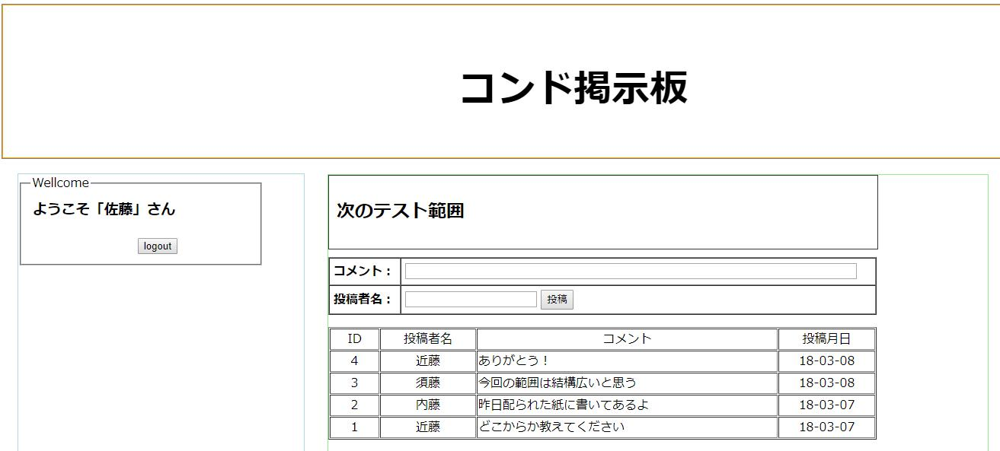 コンド掲示板
Wellcome
ようこそ「佐藤」さん
logout
次のテスト範囲
コメント：
投稿者名： 投稿
ID 投稿者名 コメント 投稿月日
4 近藤 ありがとう！ 18-03-08
3 須藤 今回の範囲は結構広いと思う 18-03-08
2 内藤 昨日配られた紙に書いてあるよ 18-03-07
1 近藤 どこからか教えてください 18-03-07